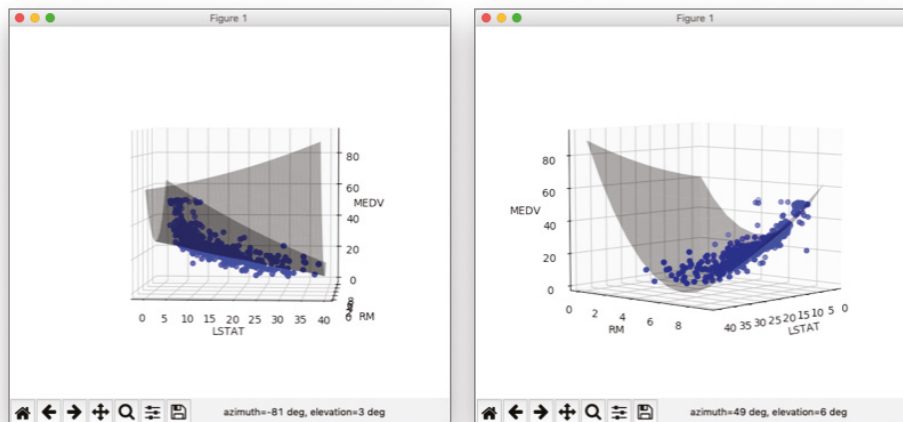 Figure 1
80
60
MEDV
40
20
0
RM
0 5 10 15 20 25 30 35 40
LSTAT
azimuth=-81 deg, elevation=3 deg
Figure 1
80
60
MEDV
40
20
0
0 2 4 6 8
RM
40 35 30 25 20 15 10 5 0
LSTAT
azimuth=49 deg, elevation=6 deg